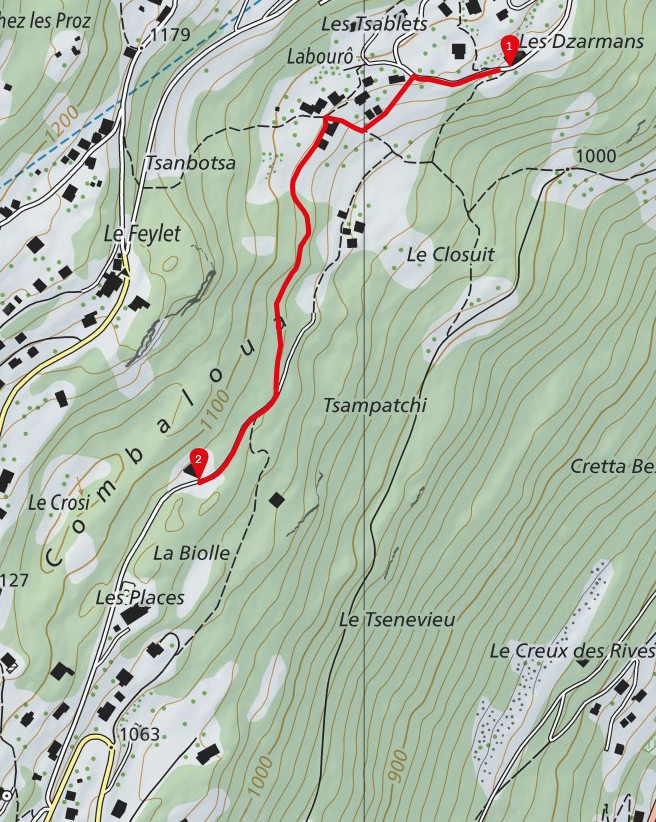 hez les Proz
1179
Les Tsablets
Les Dzarmans
1
Labourô
1200
1000
Tsanbotsa
Le Feylet
Le Closuit
Combaloua
1100
Tsampatchi
2
Cretta Be
Le Crosi
La Biolle
127
Les Places
Le Tsenevieu
Le Creux des Rives
1063
1000
900